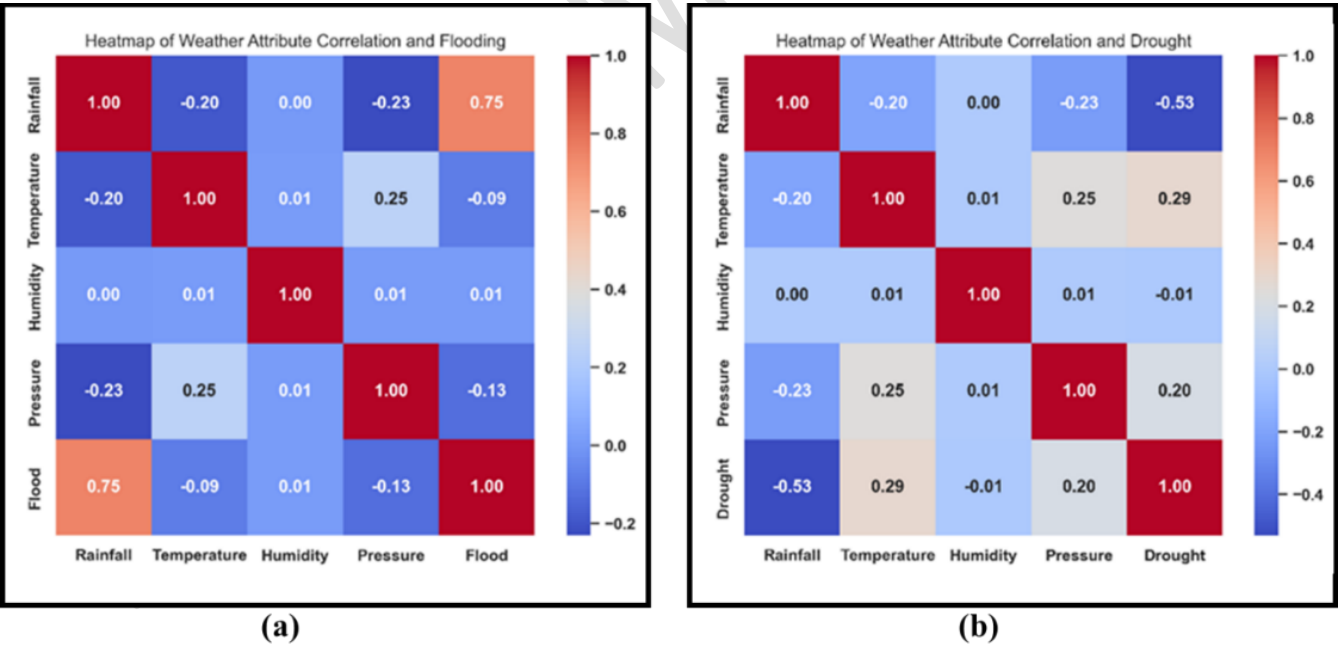 Heatmap of Weather Attribute Correlation and Flooding
Rainfall 1.00 -0.20 0.00 -0.23 0.75
Temperature -0.20 1.00 0.01 0.25 -0.09
Humidity 0.00 0.01 1.00 0.01 0.01
Pressure -0.23 0.25 0.01 1.00 -0.13
Flood 0.75 -0.09 0.01 -0.13 1.00
Rainfall Temperature Humidity Pressure Flood
1.0
0.8
0.6
0.4
0.2
0.0
−0.2
(a)
Heatmap of Weather Attribute Correlation and Drought
Rainfall 1.00 -0.20 0.00 -0.23 -0.53
Temperature -0.20 1.00 0.01 0.25 0.29
Humidity 0.00 0.01 1.00 0.01 -0.01
Pressure -0.23 0.25 0.01 1.00 0.20
Drought -0.53 0.29 -0.01 0.20 1.00
Rainfall Temperature Humidity Pressure Drought
1.0
0.8
0.6
0.4
0.2
0.0
−0.2
−0.4
(b)